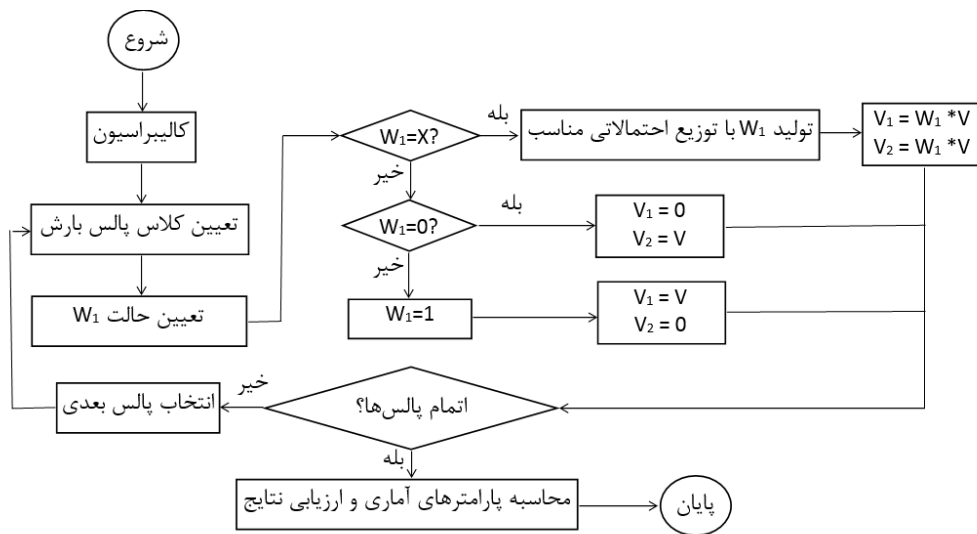 شروع
کالیبراسیون
تعیین کلاس پالس بارش
تعیین حالت W₁
W₁=X?
بله
تولید W₁ با توزیع احتمالاتی مناسب
V₁ = W₁ *V
V₂ = W₁ *V
خیر
W₁=0?
بله
V₁ = 0
V₂ = V
خیر
W₁=1
V₁ = V
V₂ = 0
اتمام پالس‌ها؟
خیر
انتخاب پالس بعدی
بله
محاسبه پارامترهای آماری و ارزیابی نتایج
پایان